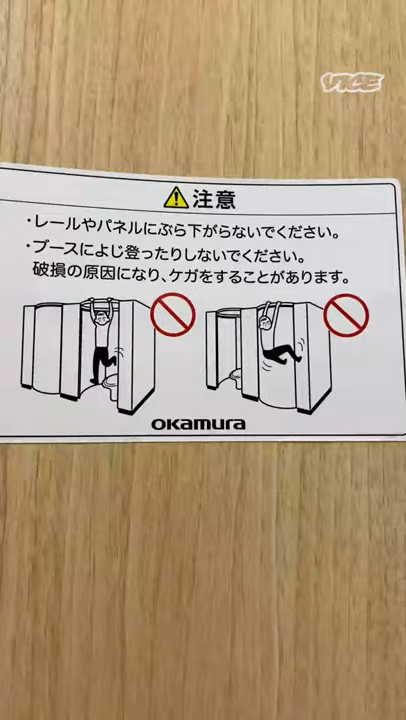 VICE
注意
・レールやパネルにぶら下がらないでください。
・ブースによじ登ったりしないでください。
破損の原因になり、ケガをすることがあります。
okamura